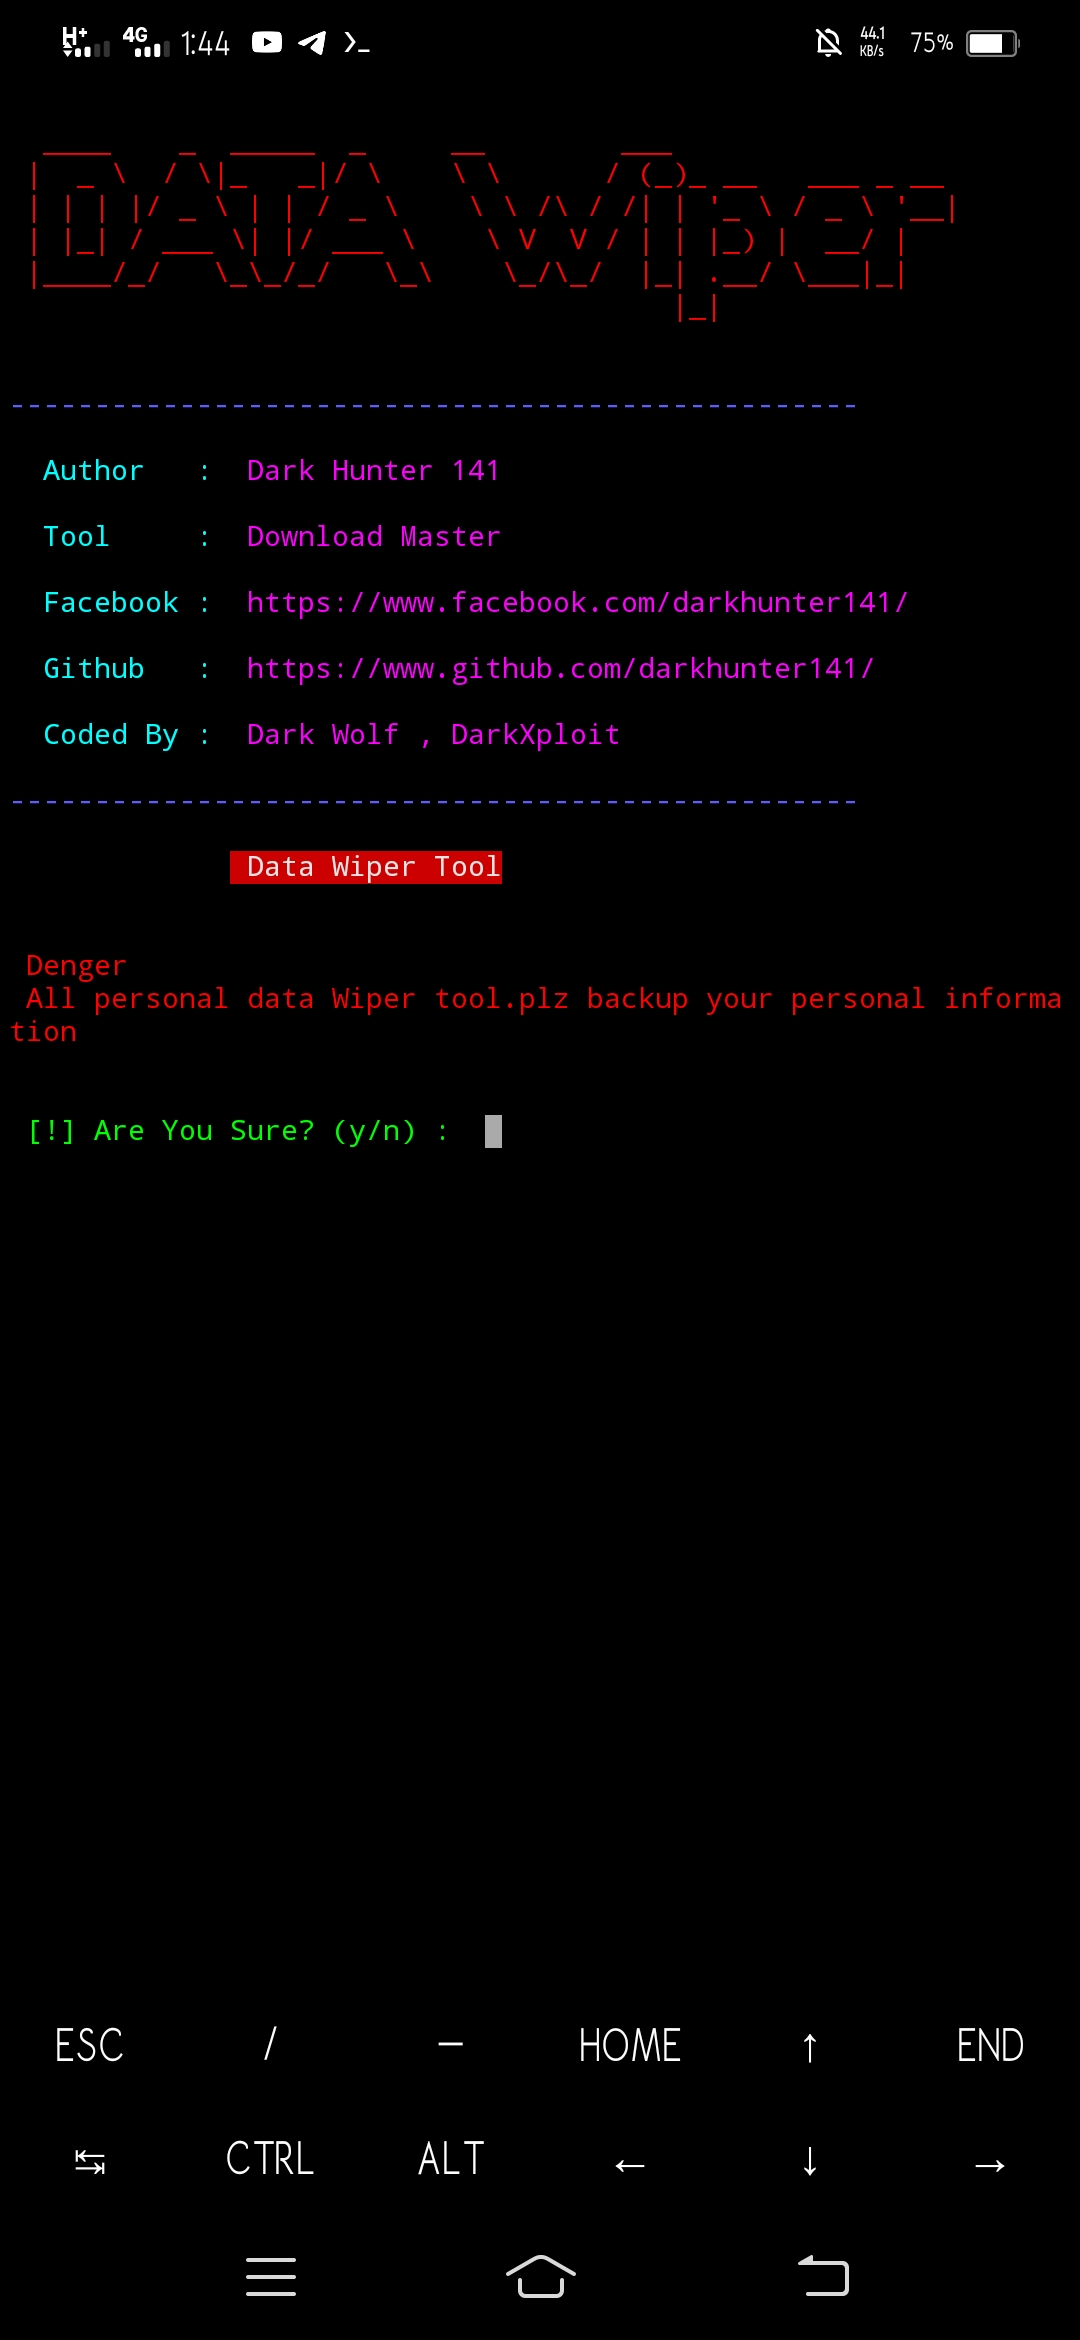 H+ 4G 1:44 44.1 KB/s 75%
DATA Wiper
--------------------------------------------------
Author : Dark Hunter 141
Tool : Download Master
Facebook : https://www.facebook.com/darkhunter141/
Github : https://www.github.com/darkhunter141/
Coded By : Dark Wolf , DarkXploit
--------------------------------------------------
Data Wiper Tool
Denger
All personal data Wiper tool.plz backup your personal informa
tion
[!] Are You Sure? (y/n) :
ESC / — HOME ↑ END
↹ CTRL ALT ← ↓ →